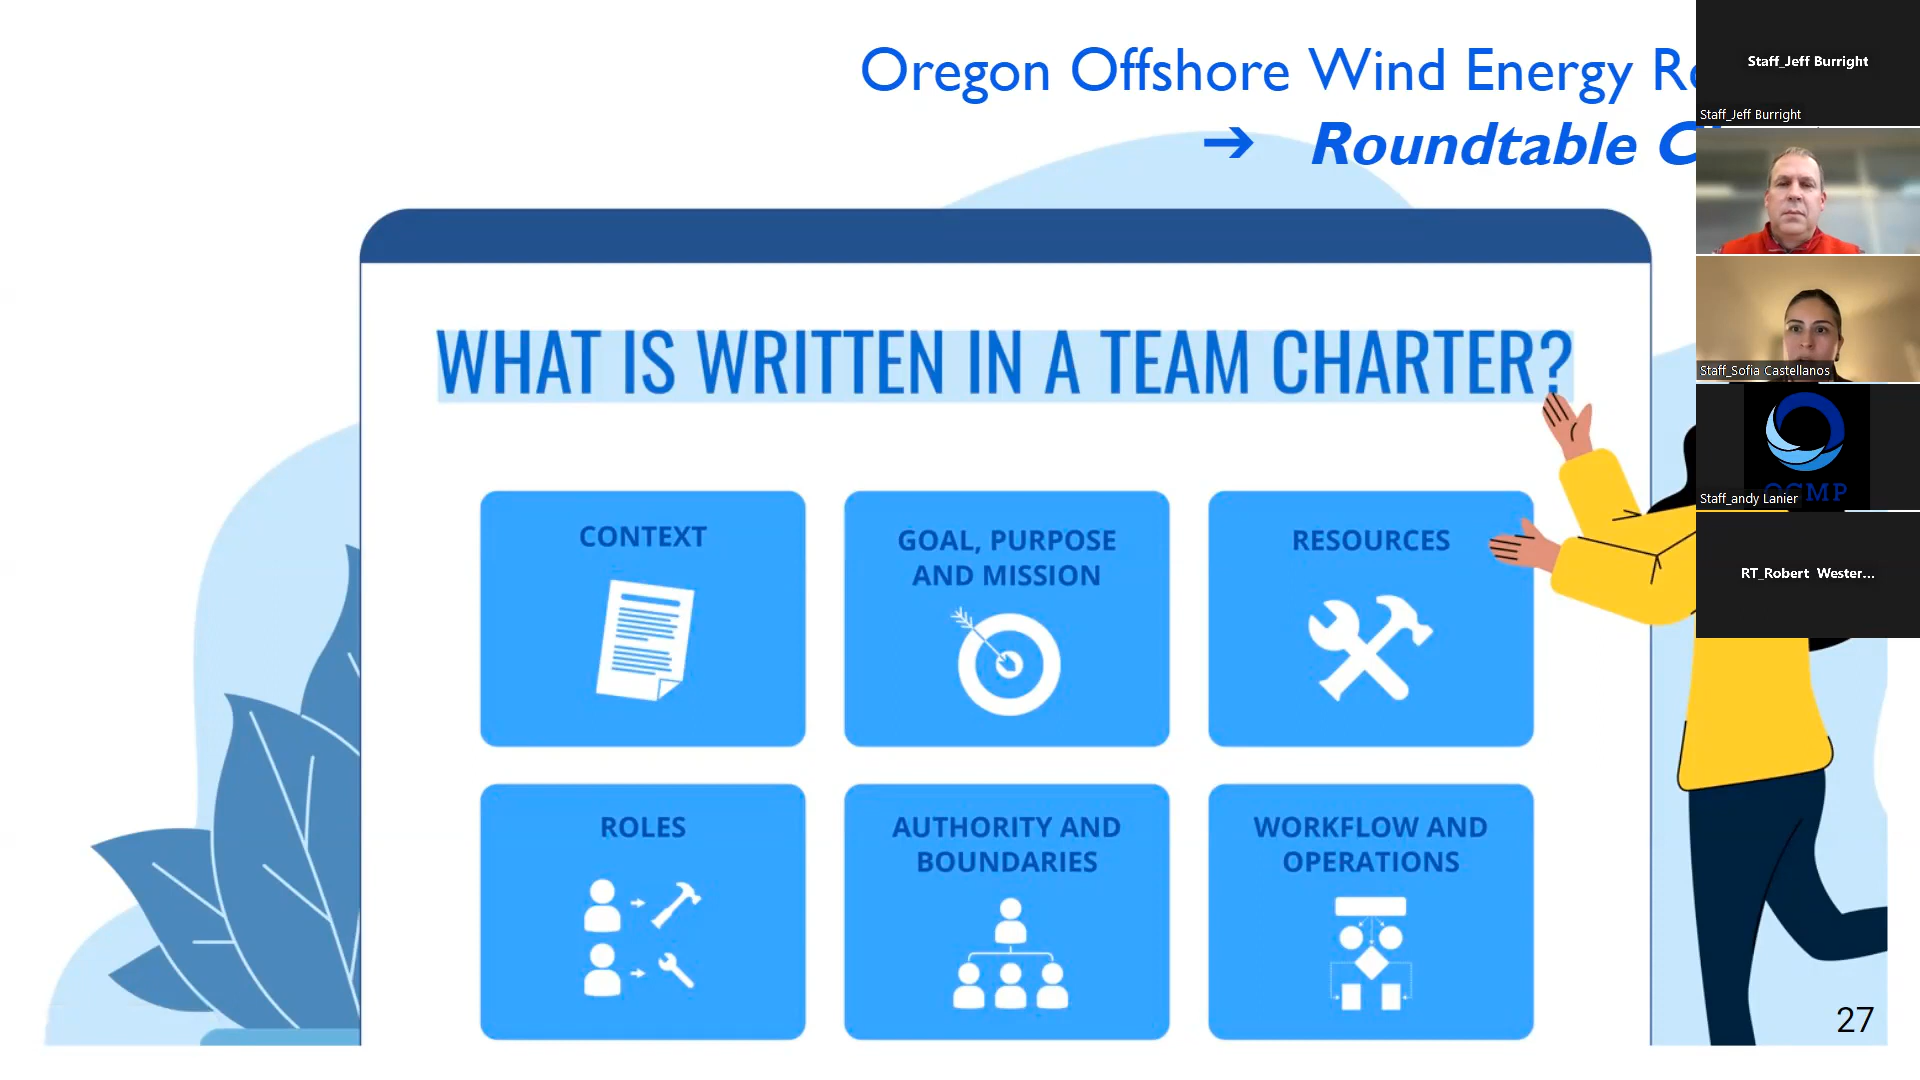 Oregon Offshore Wind Energy
➔ Roundtable
WHAT IS WRITTEN IN A TEAM CHARTER?
CONTEXT
GOAL, PURPOSE
AND MISSION
RESOURCES
ROLES
AUTHORITY AND
BOUNDARIES
WORKFLOW AND
OPERATIONS
27
Staff_Jeff Burright
Staff_Jeff Burright
Staff_Sofia Castellanos
Staff_andy Lanier
RT_Robert Wester...